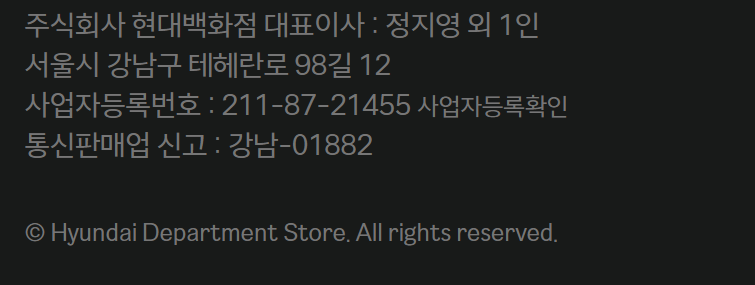 주식회사 현대백화점 대표이사 : 정지영 외 1인
서울시 강남구 테헤란로 98길 12
사업자등록번호 : 211-87-21455 사업자등록확인
통신판매업 신고 : 강남-01882
© Hyundai Department Store. All rights reserved.